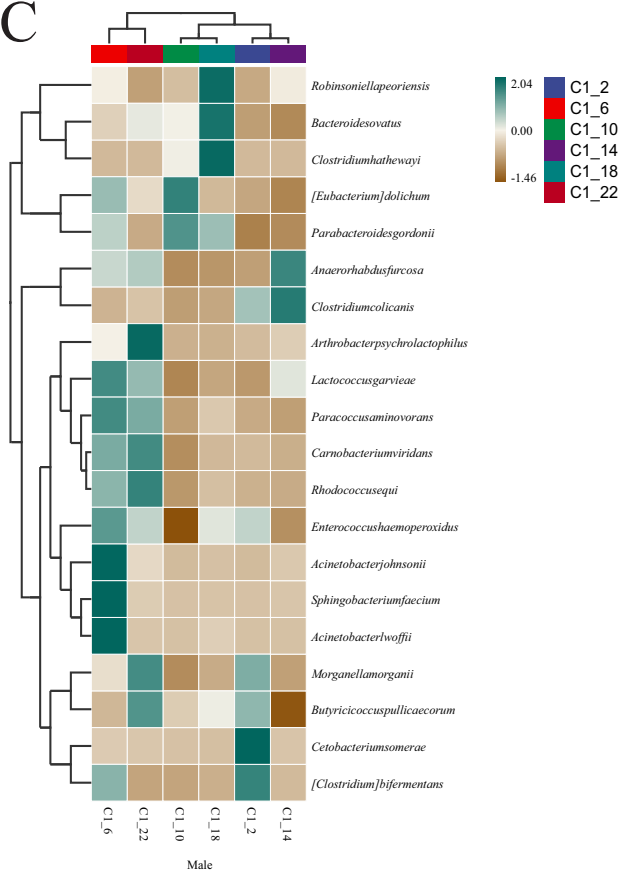 C
Robinsoniellapeoriensis
Bacteroidesovatus
Clostridiumhathewayi
[Eubacterium]dolichum
Parabacteroidesgordonii
Anaerorhabdusfurcosa
Clostridiumcolicanis
Arthrobacterpsychrolactophilus
Lactococcusgarvieae
Paracoccusaminovorans
Carnobacteriumviridans
Rhodococcusequi
Enterococcushaemoperoxidus
Acinetobacterjohnsonii
Sphingobacteriumfaecium
Acinetobacterlwoffii
Morganellamorganii
Butyricicoccuspullicaecorum
Cetobacteriumsomerae
[Clostridium]bifermentans
2.04
0.00
-1.46
C1_2
C1_6
C1_10
C1_14
C1_18
C1_22
C1_6
C1_22
C1_10
C1_18
C1_2
C1_14
Male